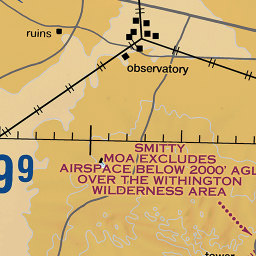 ruins
observatory
SMITTY
MOA EXCLUDES
AIRSPACE BELOW 2000' AGL
OVER THE WITHINGTON
WILDERNESS AREA
99
tower